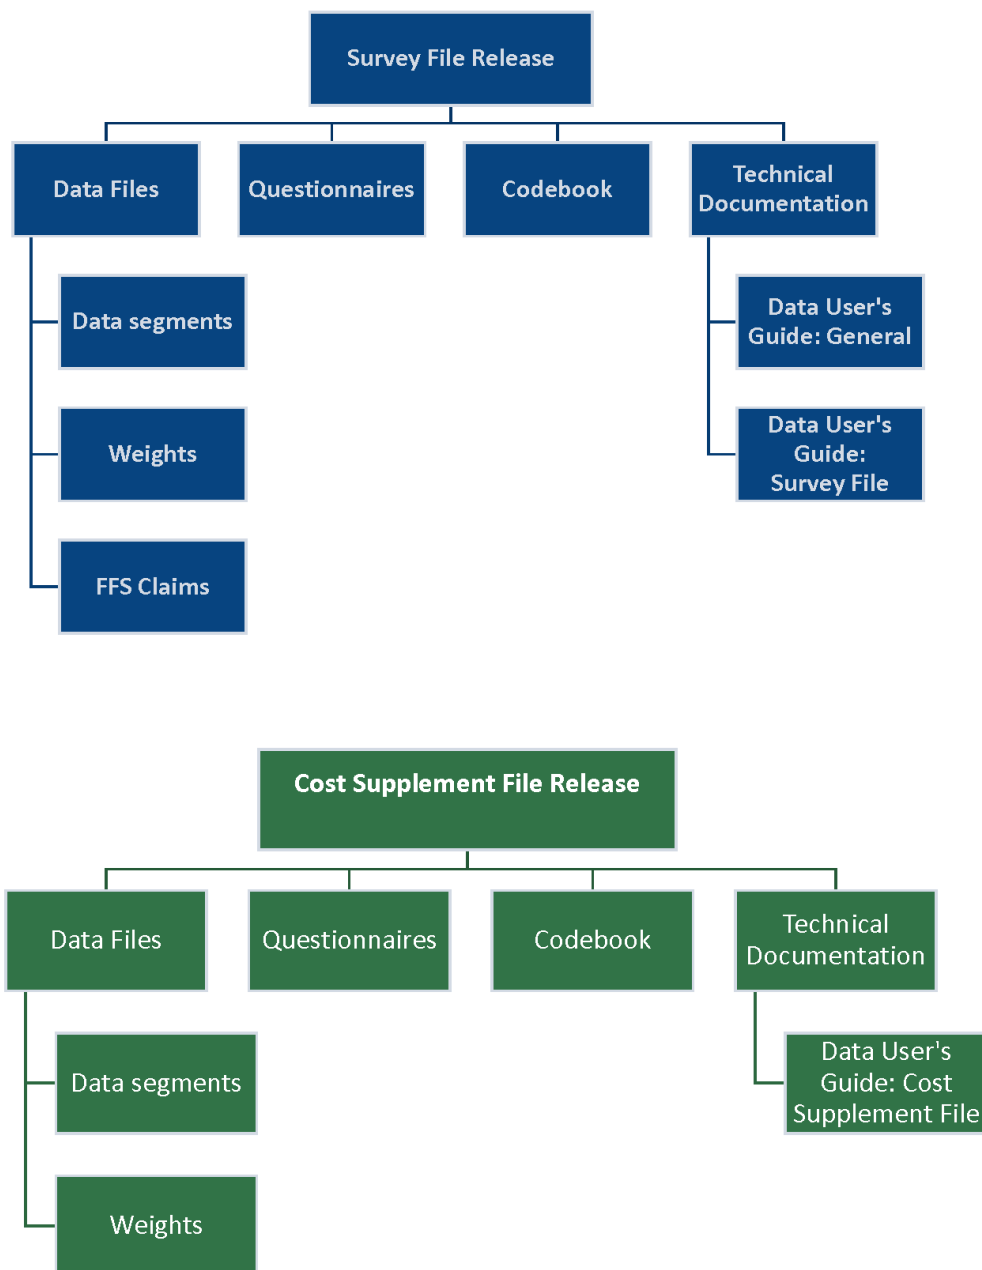 Survey File Release
Data Files
Questionnaires
Codebook
Technical
Documentation
Data segments
Data User's
Guide: General
Weights
Data User's
Guide:
Survey File
FFS Claims
Cost Supplement File Release
Data Files
Questionnaires
Codebook
Technical
Documentation
Data segments
Data User's
Guide: Cost
Supplement File
Weights